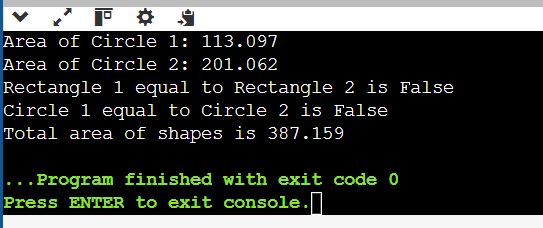 Area of Circle 1: 113.097
Area of Circle 2: 201.062
Rectangle 1 equal to Rectangle 2 is False
Circle 1 equal to Circle 2 is False
Total area of shapes is 387.159
...Program finished with exit code 0
Press ENTER to exit console.